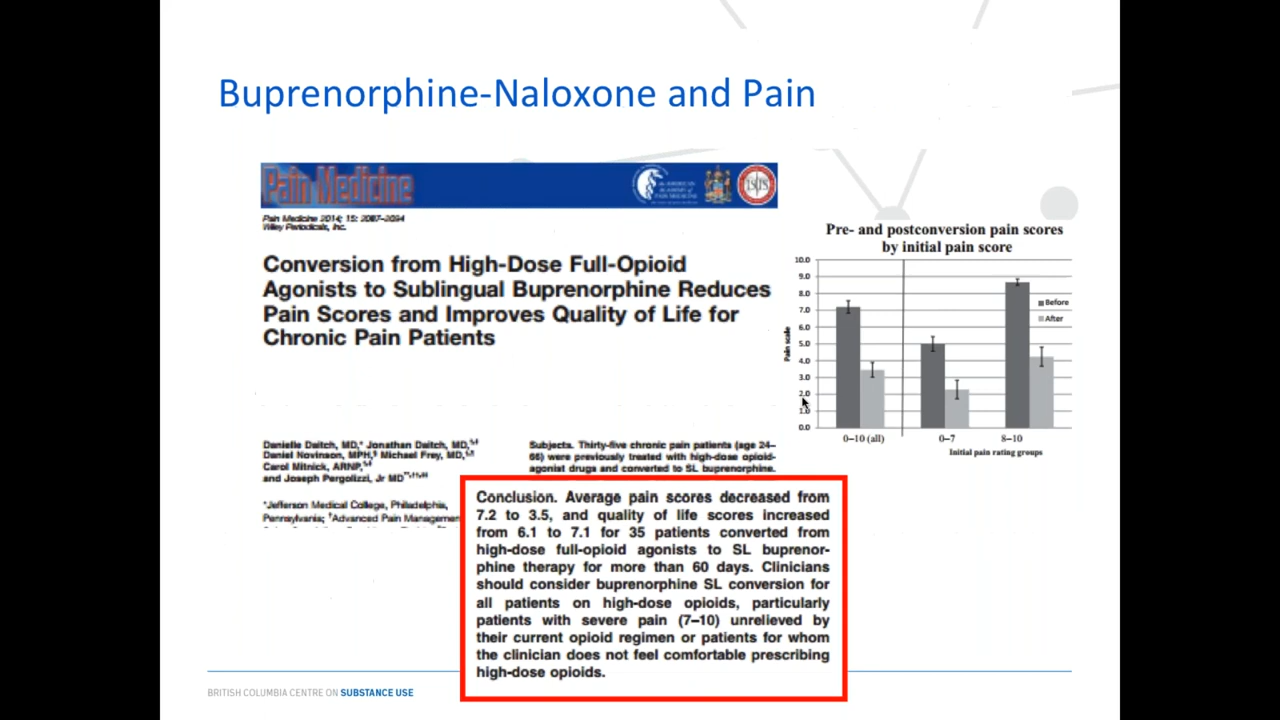 Buprenorphine-Naloxone and Pain
Pain Medicine
Pain Medicine 2014; 15: 2087–2094
Wiley Periodicals, Inc.
Conversion from High-Dose Full-Opioid
Agonists to Sublingual Buprenorphine Reduces
Pain Scores and Improves Quality of Life for
Chronic Pain Patients
Danielle Daitch, MD,* Jonathan Daitch, MD,
Daniel Novinson, MPH, Michael Frey, MD,
Carol Mitnick, ARNP,
and Joseph Pergolizzi, Jr MD
*Jefferson Medical College, Philadelphia,
Pennsylvania; †Advanced Pain Management
Subjects. Thirty-five chronic pain patients (age 24–
66) were previously treated with high-dose opioid-
agonist drugs and converted to SL buprenorphine.
Conclusion. Average pain scores decreased from
7.2 to 3.5, and quality of life scores increased
from 6.1 to 7.1 for 35 patients converted from
high-dose full-opioid agonists to SL buprenor-
phine therapy for more than 60 days. Clinicians
should consider buprenorphine SL conversion for
all patients on high-dose opioids, particularly
patients with severe pain (7–10) unrelieved by
their current opioid regimen or patients for whom
the clinician does not feel comfortable prescribing
high-dose opioids.
Pre- and postconversion pain scores
by initial pain score
10.0
9.0
8.0
7.0
6.0
5.0
4.0
3.0
2.0
1.0
0.0
Pain scale
Before
After
0–10 (all)
0–7
8–10
Initial pain rating groups
BRITISH COLUMBIA CENTRE ON SUBSTANCE USE